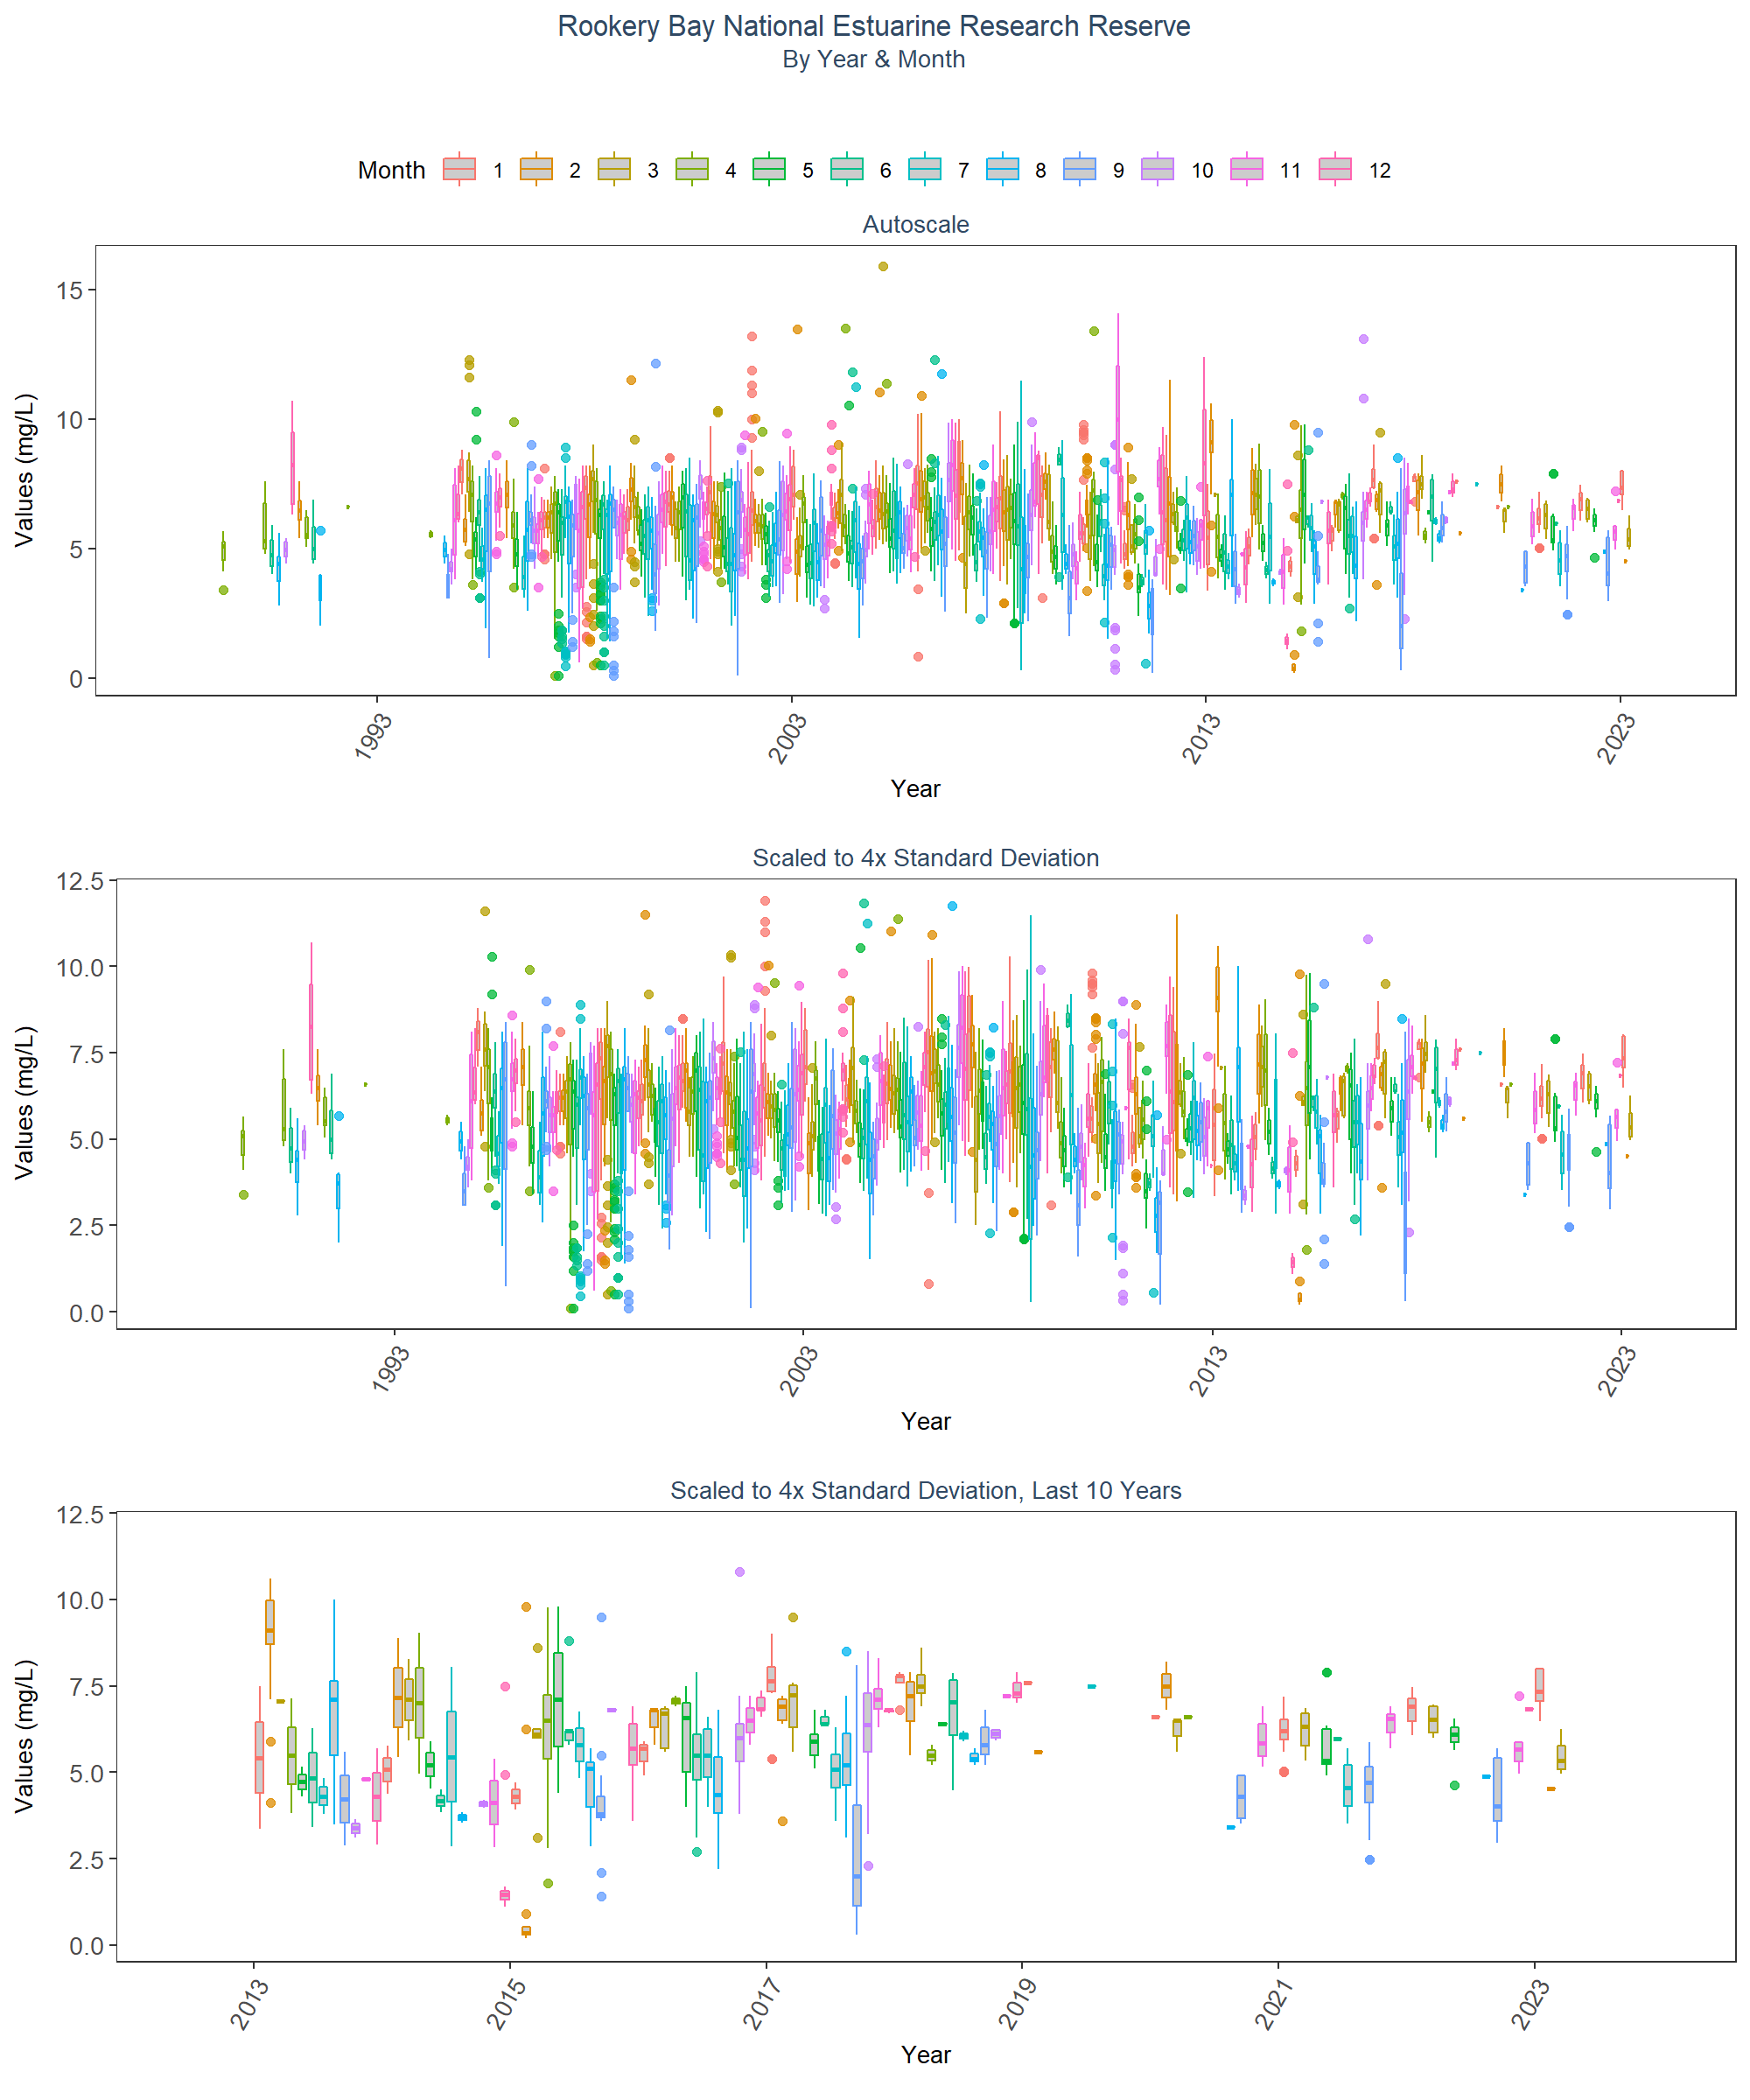 Rookery Bay National Estuarine Research Reserve
By Year & Month
Month 1 2 3 4 5 6 7 8 9 10 11 12
Autoscale
Values (mg/L)
15
10
5
0
1993 2003 2013 2023
Year
Scaled to 4x Standard Deviation
Values (mg/L)
12.5
10.0
7.5
5.0
2.5
0.0
1993 2003 2013 2023
Year
Scaled to 4x Standard Deviation, Last 10 Years
Values (mg/L)
12.5
10.0
7.5
5.0
2.5
0.0
2013 2015 2017 2019 2021 2023
Year